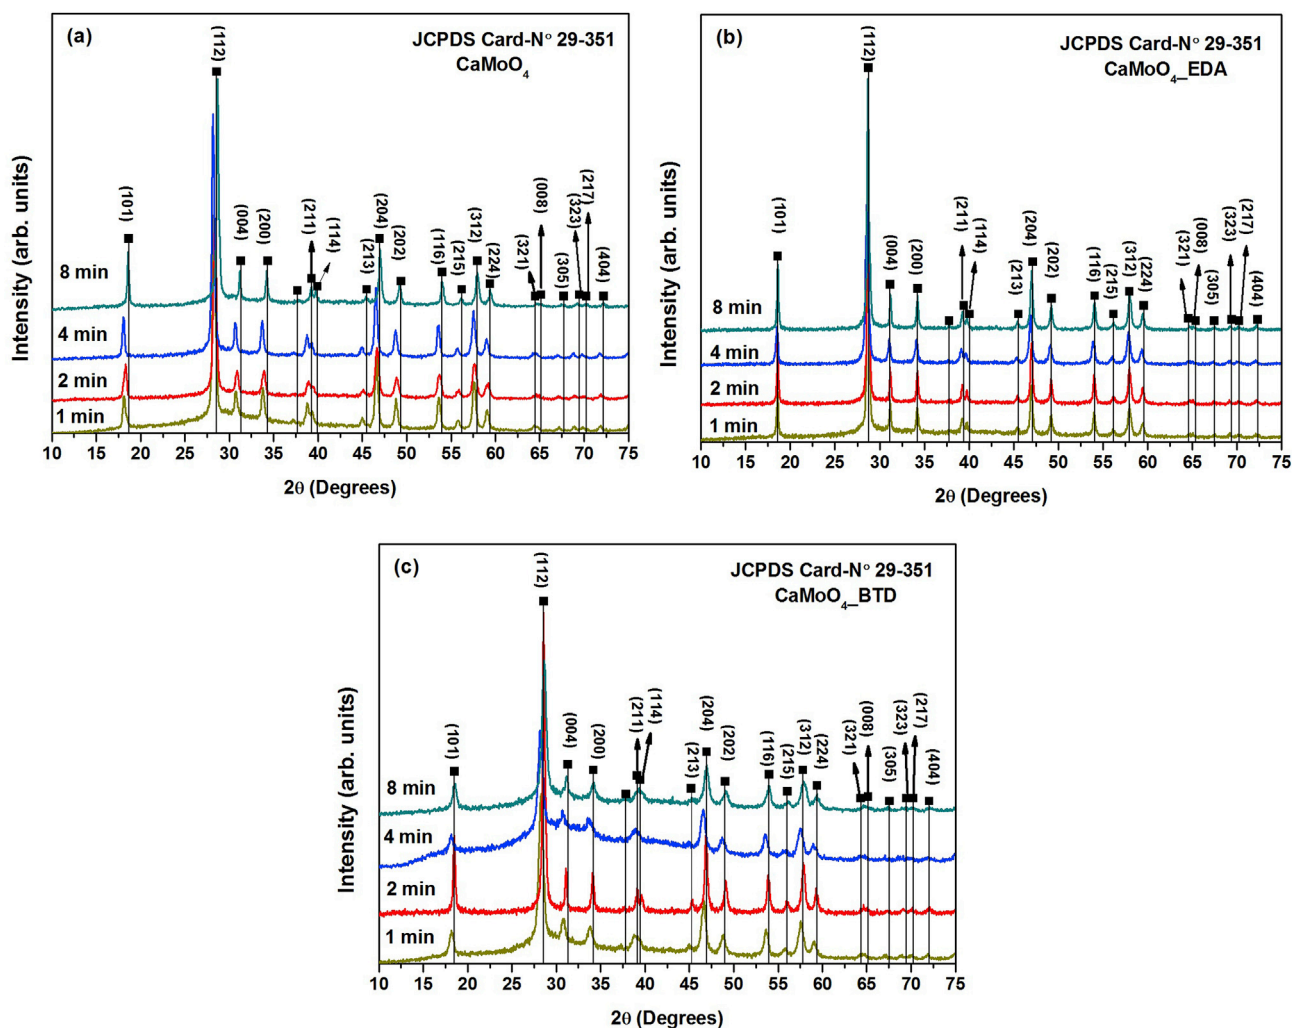 (a)
JCPDS Card-N° 29-351
CaMoO₄
(112)
(101)
(004)
(200)
(211)
(114)
(213)
(204)
(202)
(116)
(215)
(312)
(224)
(321)
(008)
(305)
(323)
(217)
(404)
8 min
4 min
2 min
1 min
Intensity (arb. units)
10 15 20 25 30 35 40 45 50 55 60 65 70 75
2θ (Degrees)
(b)
JCPDS Card-N° 29-351
CaMoO₄_EDA
(112)
(101)
(004)
(200)
(211)
(114)
(213)
(204)
(202)
(116)
(215)
(312)
(224)
(321)
(008)
(305)
(323)
(217)
(404)
8 min
4 min
2 min
1 min
Intensity (arb. units)
10 15 20 25 30 35 40 45 50 55 60 65 70 75
2θ (Degrees)
(c)
JCPDS Card-N° 29-351
CaMoO₄_BTD
(112)
(101)
(004)
(200)
(211)
(114)
(213)
(204)
(202)
(116)
(215)
(312)
(224)
(321)
(008)
(305)
(323)
(217)
(404)
8 min
4 min
2 min
1 min
Intensity (arb. units)
10 15 20 25 30 35 40 45 50 55 60 65 70 75
2θ (Degrees)